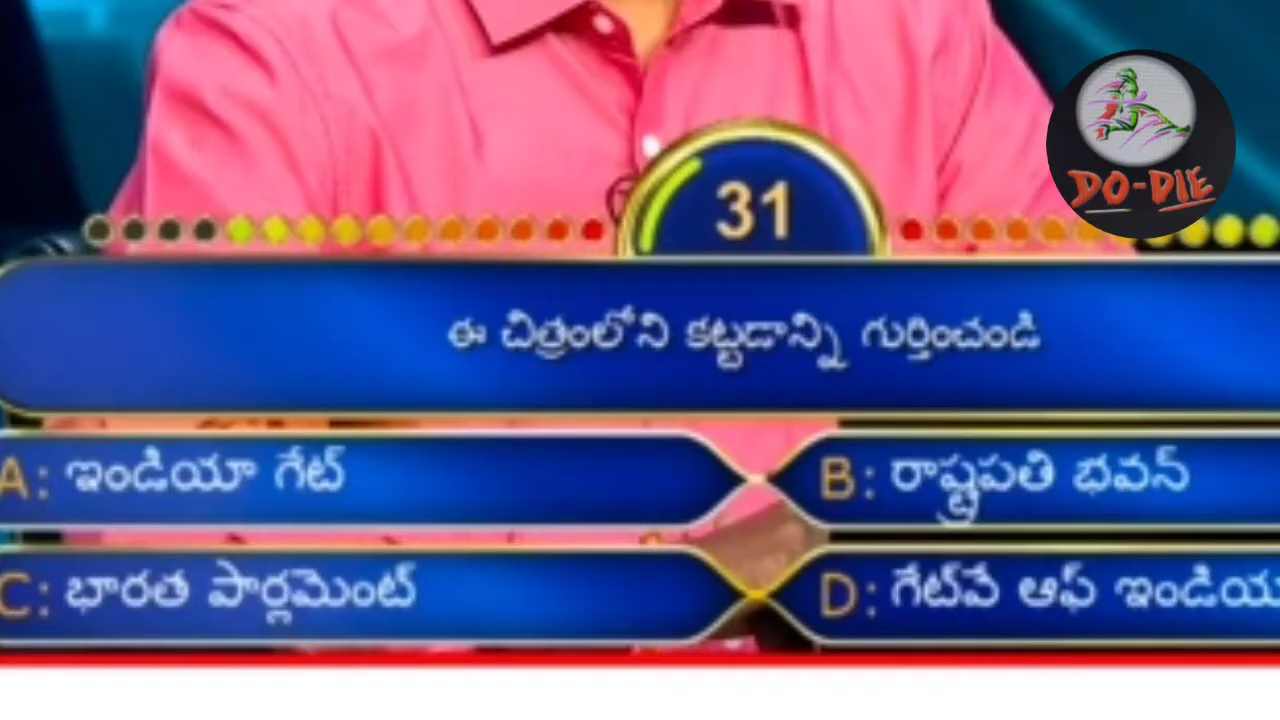 DO-DIE
31
ఈ చిత్రంలోని కట్టడాన్ని గుర్తించండి
A: ఇండియా గేట్
B: రాష్ట్రపతి భవన్
C: భారత పార్లమెంట్
D: గేట్‌వే ఆఫ్ ఇండియ